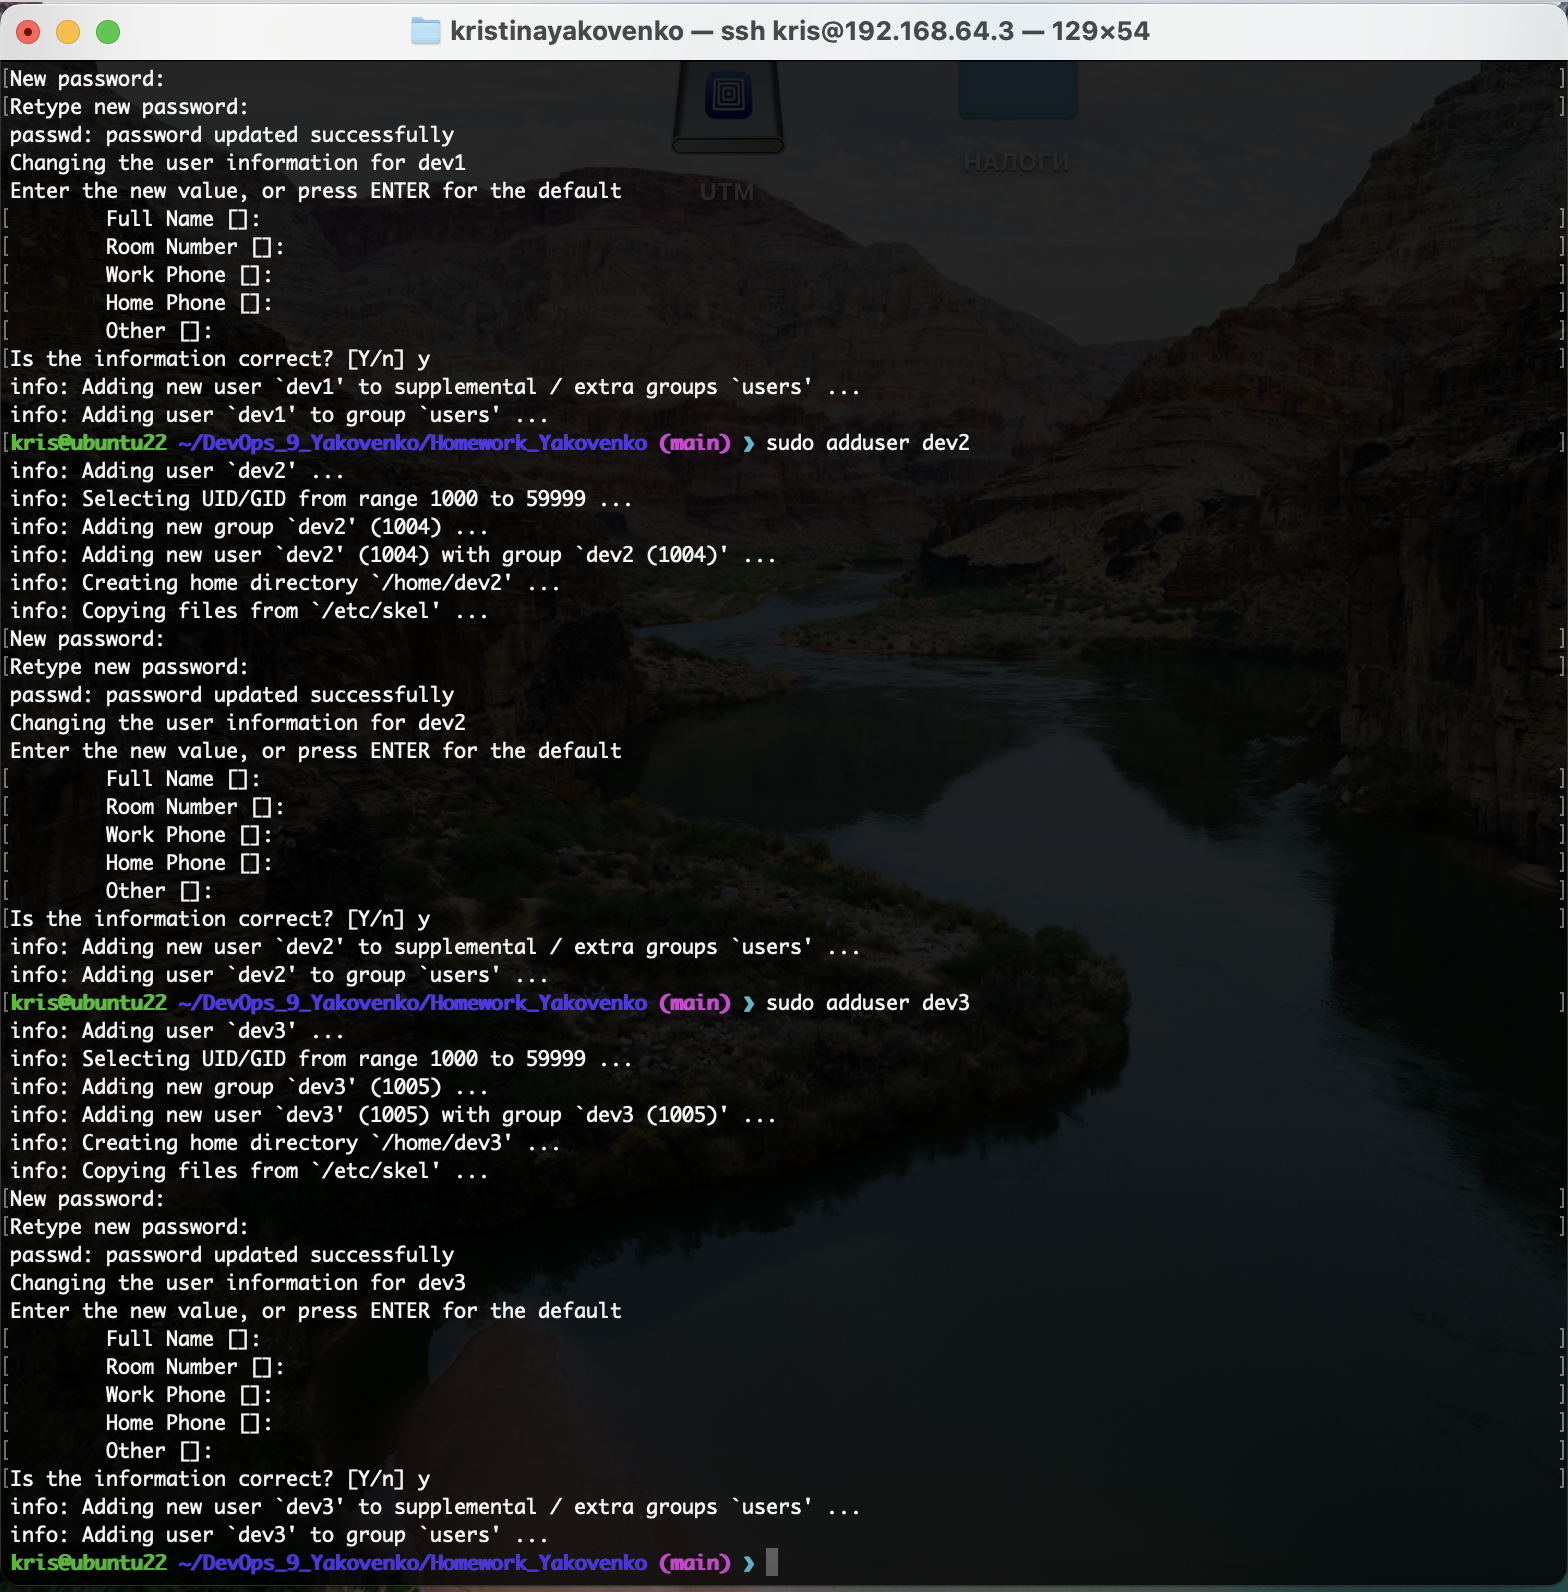 kristinayakovenko — ssh kris@192.168.64.3 — 129×54
UTM
НАЛОГИ
[New password:                                                                 ]
[Retype new password:                                                          ]
passwd: password updated successfully
Changing the user information for dev1
Enter the new value, or press ENTER for the default
[        Full Name []:                                                         ]
[        Room Number []:                                                       ]
[        Work Phone []:                                                        ]
[        Home Phone []:                                                        ]
[        Other []:                                                             ]
[Is the information correct? [Y/n] y                                           ]
info: Adding new user `dev1' to supplemental / extra groups `users' ...
info: Adding user `dev1' to group `users' ...
[kris@ubuntu22 ~/DevOps_9_Yakovenko/Homework_Yakovenko (main) ❯ sudo adduser dev2 ]
info: Adding user `dev2' ...
info: Selecting UID/GID from range 1000 to 59999 ...
info: Adding new group `dev2' (1004) ...
info: Adding new user `dev2' (1004) with group `dev2 (1004)' ...
info: Creating home directory `/home/dev2' ...
info: Copying files from `/etc/skel' ...
[New password:                                                                 ]
[Retype new password:                                                          ]
passwd: password updated successfully
Changing the user information for dev2
Enter the new value, or press ENTER for the default
[        Full Name []:                                                         ]
[        Room Number []:                                                       ]
[        Work Phone []:                                                        ]
[        Home Phone []:                                                        ]
[        Other []:                                                             ]
[Is the information correct? [Y/n] y                                           ]
info: Adding new user `dev2' to supplemental / extra groups `users' ...
info: Adding user `dev2' to group `users' ...
[kris@ubuntu22 ~/DevOps_9_Yakovenko/Homework_Yakovenko (main) ❯ sudo adduser dev3 ]
info: Adding user `dev3' ...
info: Selecting UID/GID from range 1000 to 59999 ...
info: Adding new group `dev3' (1005) ...
info: Adding new user `dev3' (1005) with group `dev3 (1005)' ...
info: Creating home directory `/home/dev3' ...
info: Copying files from `/etc/skel' ...
[New password:                                                                 ]
[Retype new password:                                                          ]
passwd: password updated successfully
Changing the user information for dev3
Enter the new value, or press ENTER for the default
[        Full Name []:                                                         ]
[        Room Number []:                                                       ]
[        Work Phone []:                                                        ]
[        Home Phone []:                                                        ]
[        Other []:                                                             ]
[Is the information correct? [Y/n] y                                           ]
info: Adding new user `dev3' to supplemental / extra groups `users' ...
info: Adding user `dev3' to group `users' ...
kris@ubuntu22 ~/DevOps_9_Yakovenko/Homework_Yakovenko (main) ❯